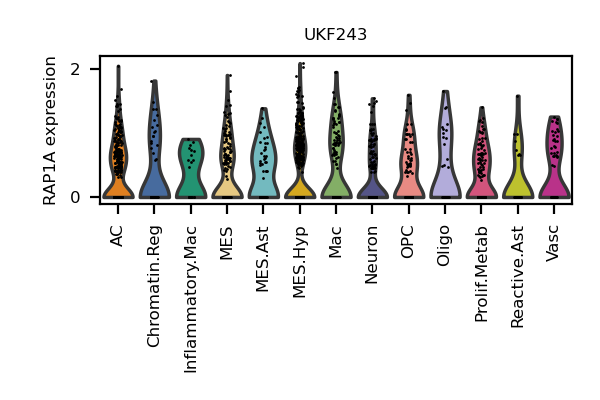 UKF243
RAP1A expression
2
0
AC
Chromatin.Reg
Inflammatory.Mac
MES
MES.Ast
MES.Hyp
Mac
Neuron
OPC
Oligo
Prolif.Metab
Reactive.Ast
Vasc